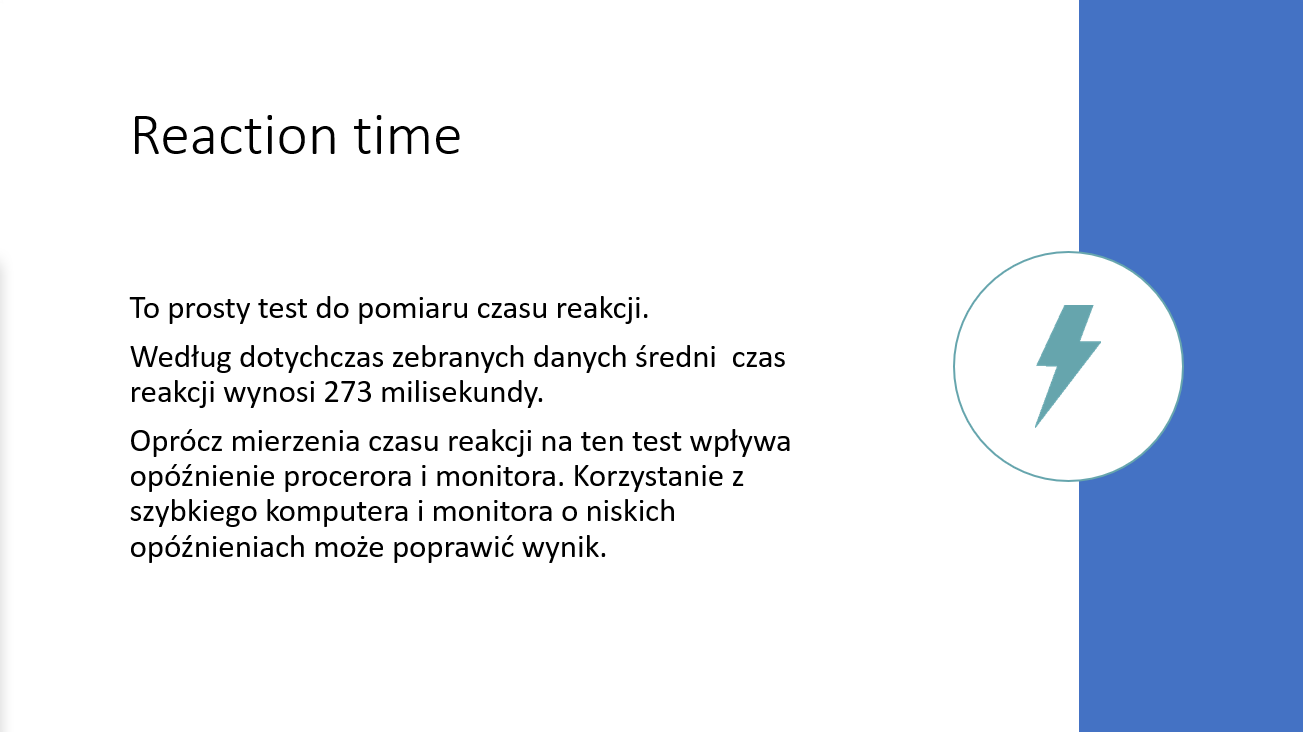 Reaction time
To prosty test do pomiaru czasu reakcji.
Według dotychczas zebranych danych średni  czas
reakcji wynosi 273 milisekundy.
Oprócz mierzenia czasu reakcji na ten test wpływa
opóźnienie procerora i monitora. Korzystanie z
szybkiego komputera i monitora o niskich
opóźnieniach może poprawić wynik.